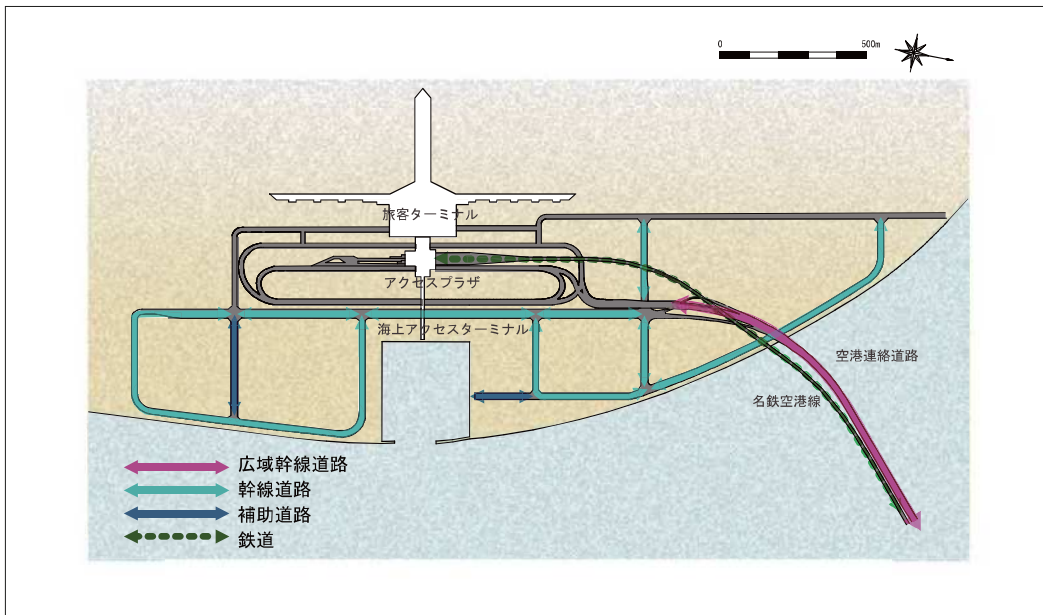 0 500m
旅客ターミナル
アクセスプラザ
海上アクセスターミナル
空港連絡道路
名鉄空港線
広域幹線道路
幹線道路
補助道路
鉄道